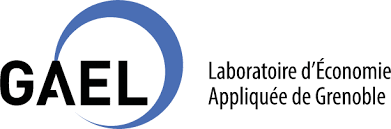 GAEL
Laboratoire d'Économie
Appliquée de Grenoble